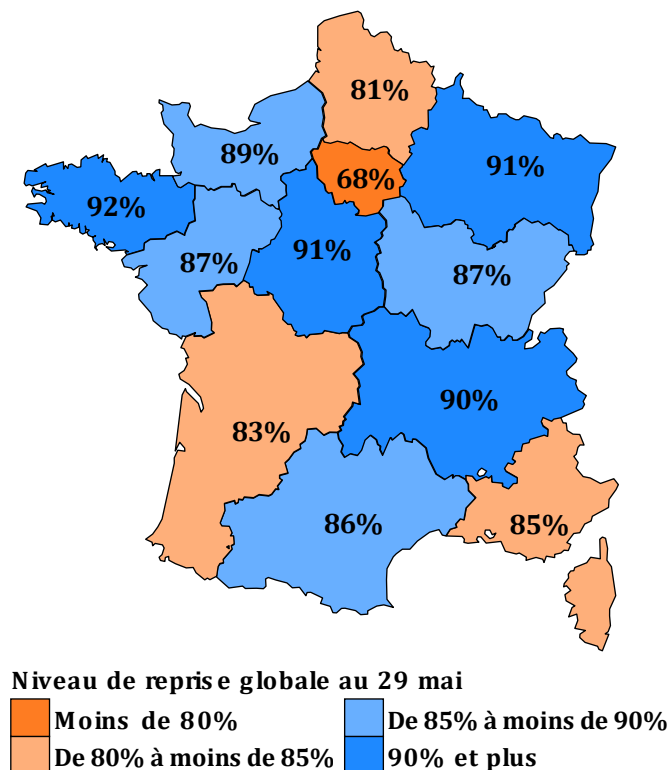 81%
89%
91%
68%
92%
87%
91%
87%
90%
83%
86%
85%
Niveau de reprise globale au 29 mai
Moins de 80%
De 85% à moins de 90%
De 80% à moins de 85%
90% et plus